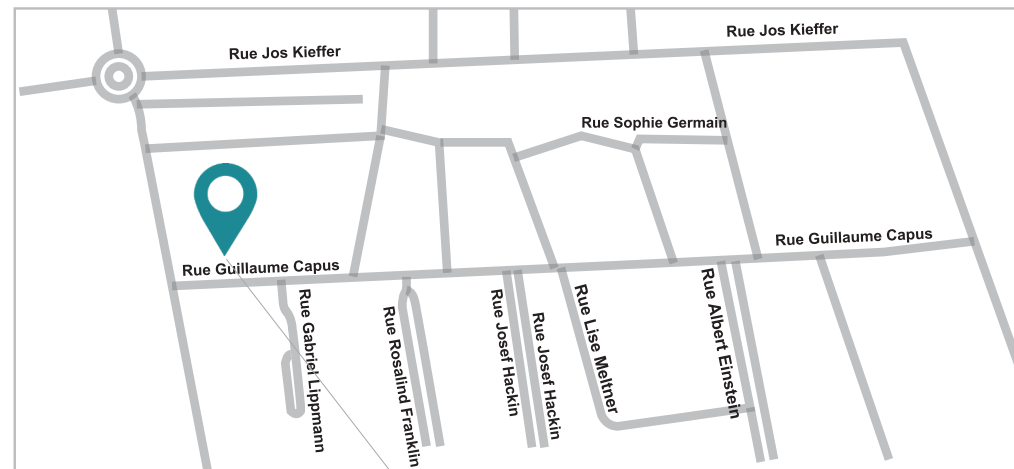 Rue Jos Kieffer
Rue Jos Kieffer
Rue Sophie Germain
Rue Guillaume Capus
Rue Guillaume Capus
Rue Gabriel Lippmann
Rue Rosalind Franklin
Rue Josef Hackin
Rue Josef Hackin
Rue Lise Meltner
Rue Albert Einstein